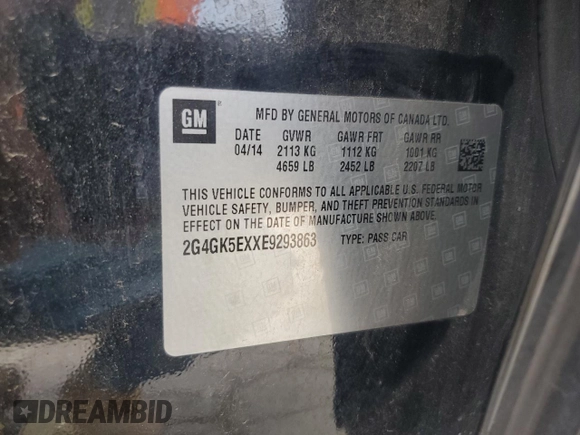 GM ®
MFD BY GENERAL MOTORS OF CANADA LTD.
DATE GVWR GAWR FRT GAWR RR
04/14 2113 KG 1112 KG 1001 KG
4659 LB 2452 LB 2207 LB
THIS VEHICLE CONFORMS TO ALL APPLICABLE U.S. FEDERAL MOTOR
VEHICLE SAFETY, BUMPER, AND THEFT PREVENTION STANDARDS IN
EFFECT ON THE DATE OF MANUFACTURE SHOWN ABOVE.
2G4GK5EXXE9293863 TYPE: PASS CAR
DREAMBID